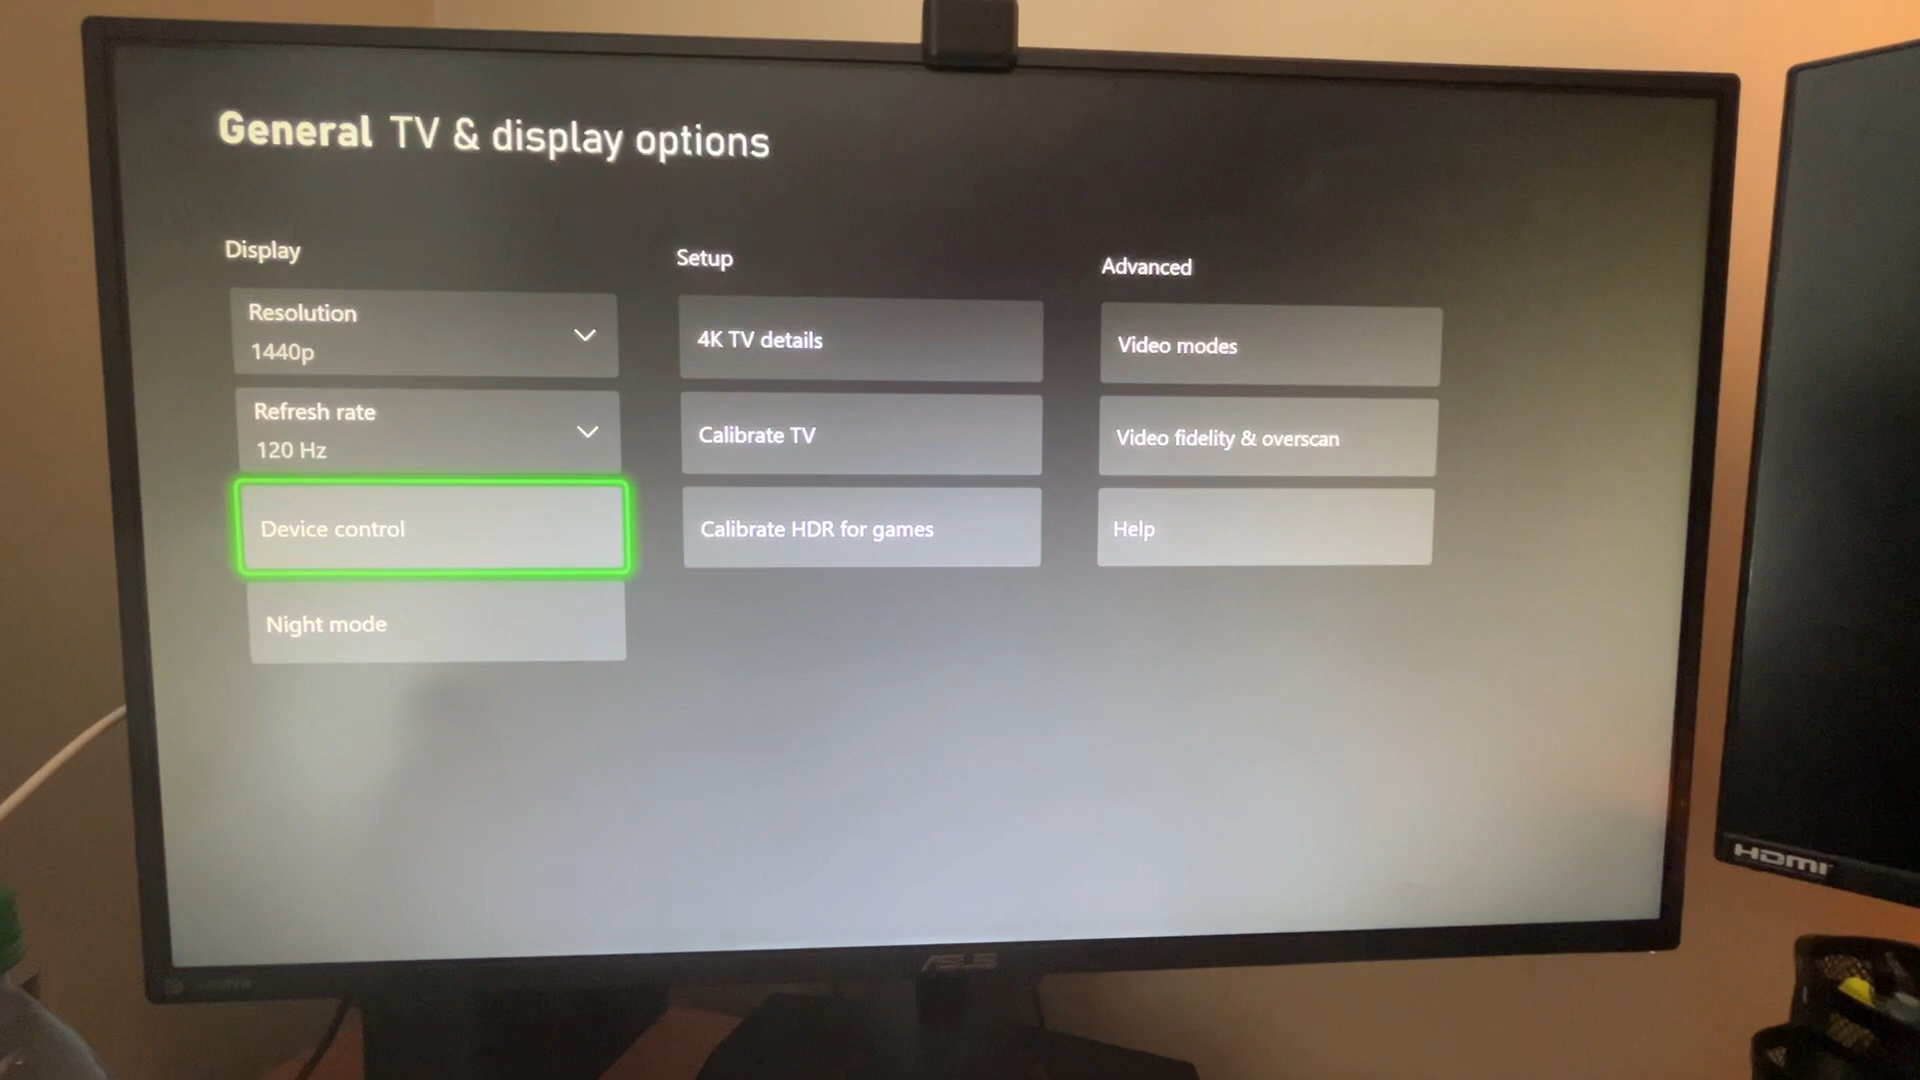 General TV & display options
Display
Resolution
1440p
Refresh rate
120 Hz
Device control
Night mode
Setup
4K TV details
Calibrate TV
Calibrate HDR for games
Advanced
Video modes
Video fidelity & overscan
Help
ASUS
HDMI